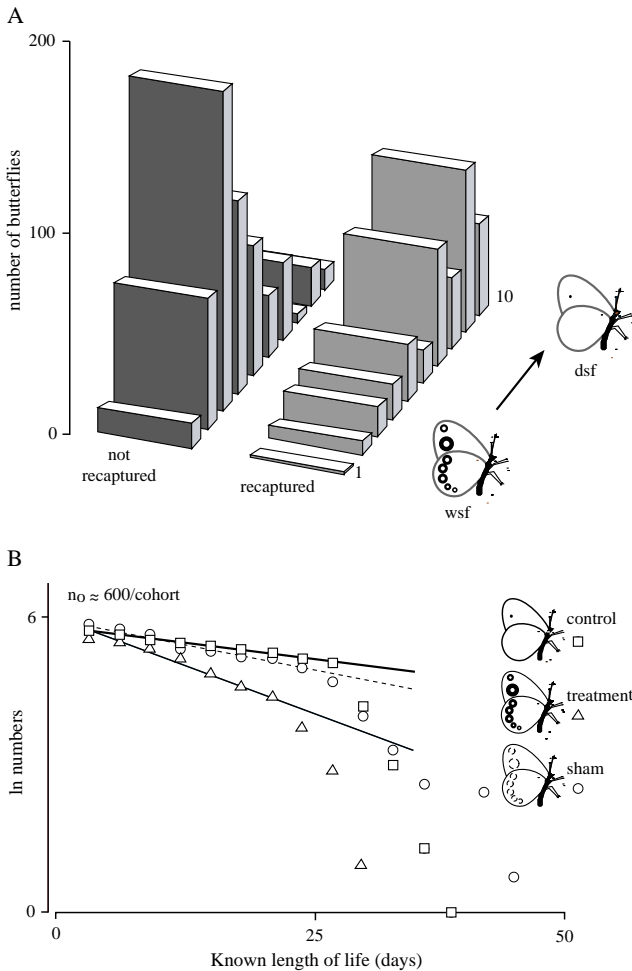 A
200
100
0
number of butterflies
not
recaptured
recaptured
1
10
wsf
dsf
B
no ≈ 600/cohort
6
0
ln numbers
0
25
50
Known length of life (days)
control
treatment
sham